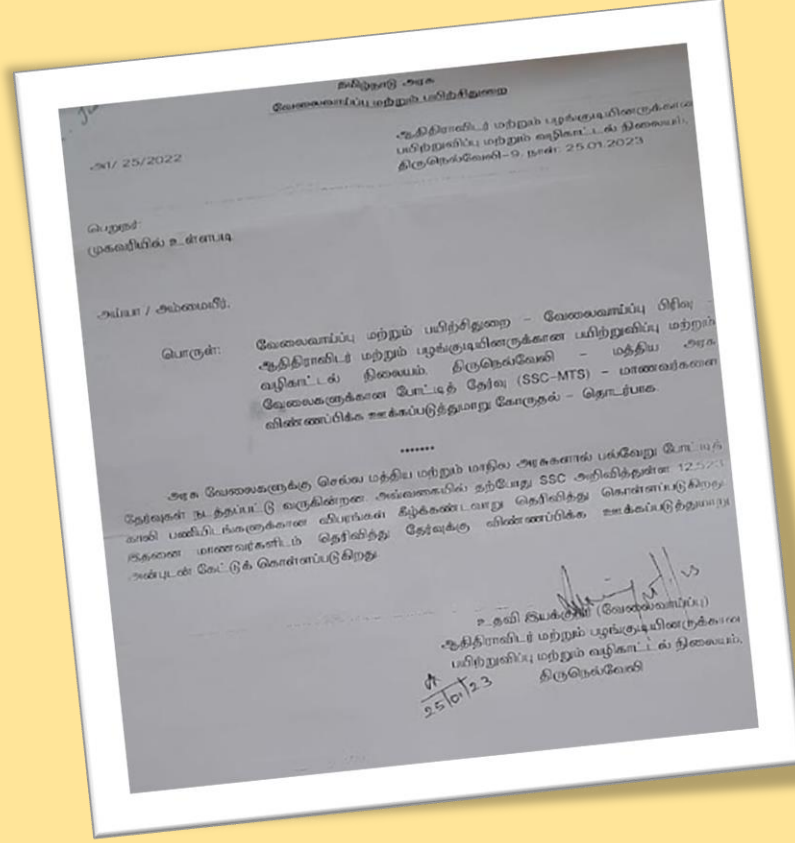 தமிழ்நாடு அரசு
வேலைவாய்ப்பு மற்றும் பயிற்சிதுறை
ஆதிதிராவிடர் மற்றும் பழங்குடியினருக்கான
பயிற்றுவிப்பு மற்றும் வழிகாட்டல் நிலையம்,
திருநெல்வேலி-9, நாள்: 25.01.2023
அ1/ 25/2022
பெறுநர்:
முகவரியில் உள்ளபடி
அய்யா / அம்மையீர்,
பொருள்: வேலைவாய்ப்பு மற்றும் பயிற்சிதுறை – வேலைவாய்ப்பு பிரிவு –
ஆதிதிராவிடர் மற்றும் பழங்குடியினருக்கான பயிற்றுவிப்பு மற்றும்
வழிகாட்டல் நிலையம், திருநெல்வேலி – மத்திய அரசு
வேலைகளுக்கான போட்டித் தேர்வு (SSC-MTS) – மாணவர்களை
விண்ணப்பிக்க ஊக்கப்படுத்துமாறு கோருதல் – தொடர்பாக.
*******
அரசு வேலைகளுக்கு செல்ல மத்திய மற்றும் மாநில அரசுகளால் பல்வேறு போட்டித்
தேர்வுகள் நடத்தப்பட்டு வருகின்றன. அவ்வகையில் தற்போது SSC அறிவித்துள்ள 12,523
காலி பணியிடங்களுக்கான விபரங்கள் கீழ்க்கண்டவாறு தெரிவித்து கொள்ளப்படுகிறது.
இதனை மாணவர்களிடம் தெரிவித்து தேர்வுக்கு விண்ணப்பிக்க ஊக்கப்படுத்துமாறு
அன்புடன் கேட்டுக் கொள்ளப்படுகிறது.
உதவி இயக்குநர் (வேலைவாய்ப்பு)
ஆதிதிராவிடர் மற்றும் பழங்குடியினருக்கான
பயிற்றுவிப்பு மற்றும் வழிகாட்டல் நிலையம்,
திருநெல்வேலி
25/01/23